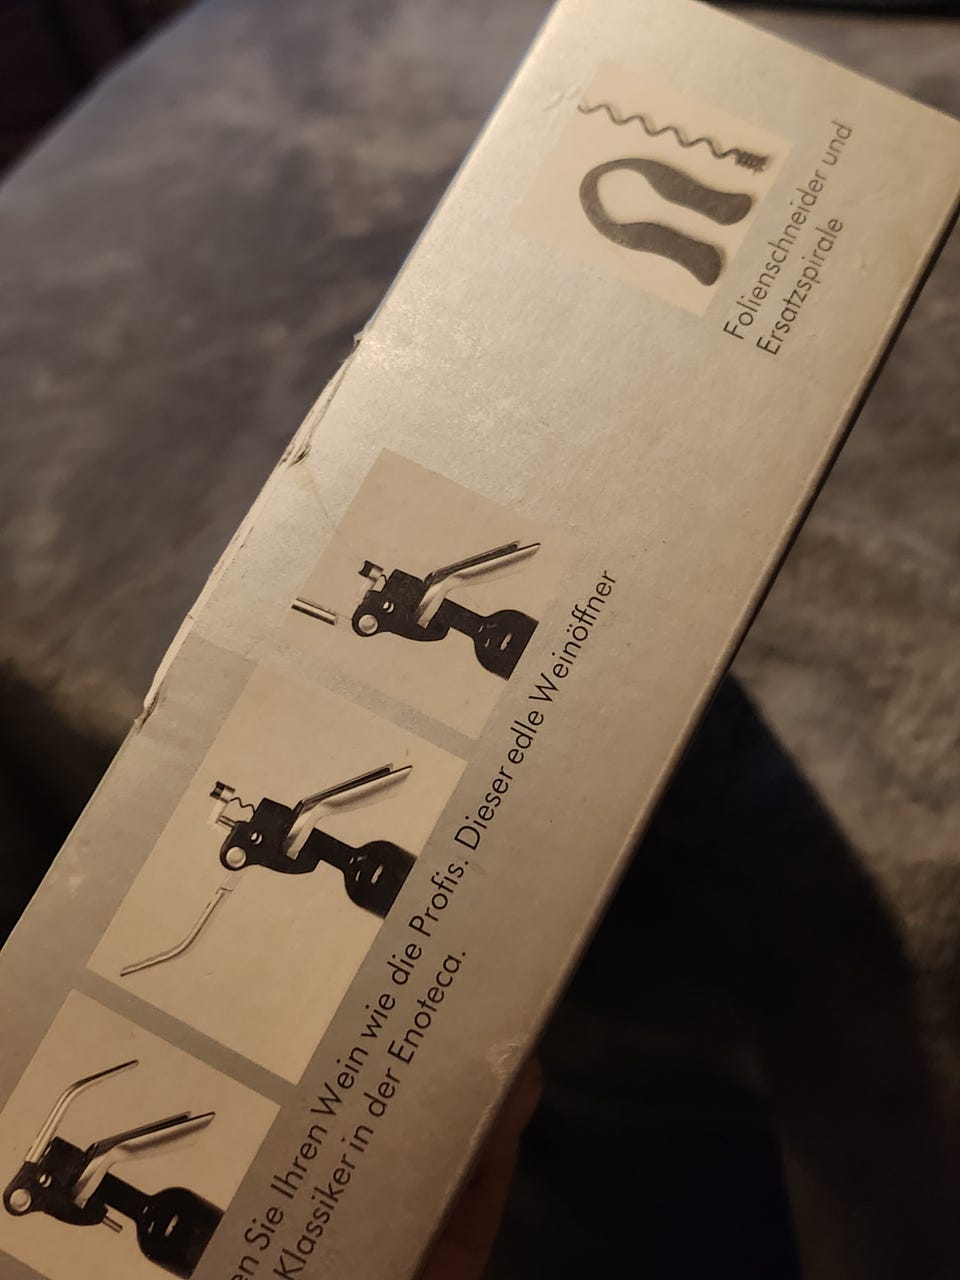 en Sie Ihren Wein wie die Profis. Dieser edle Weinöffner
Klassiker in der Enoteca.
Folienschneider und
Ersatzspirale